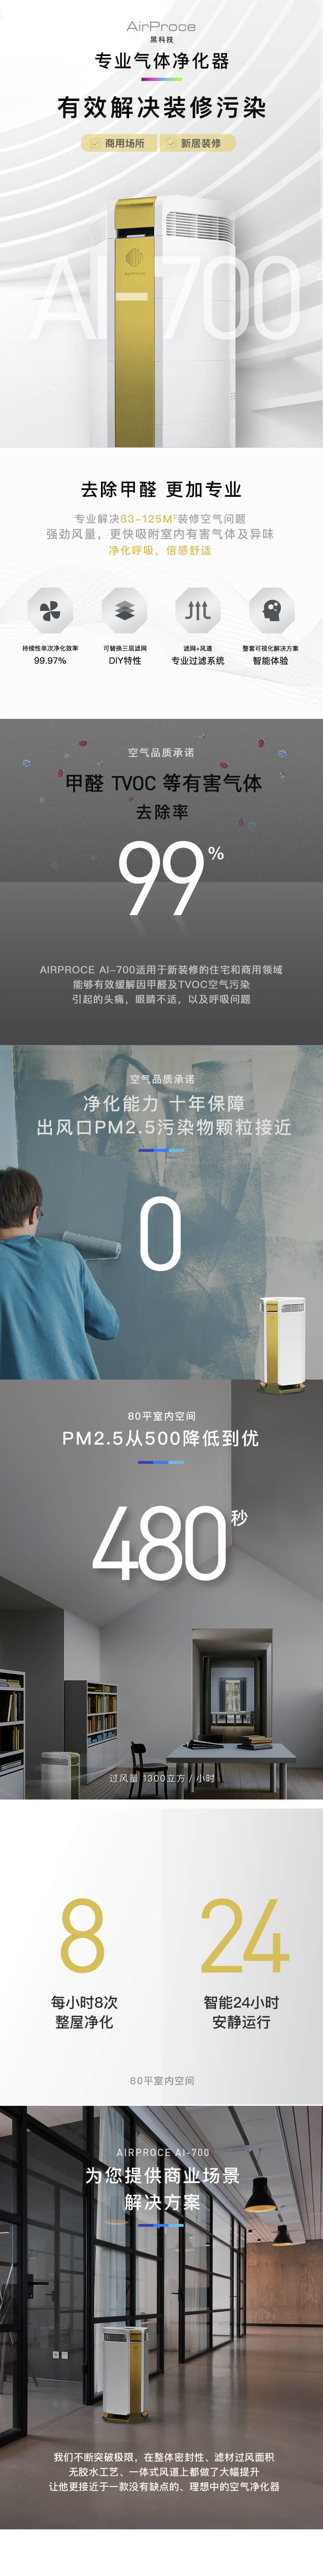 AirProce
黑科技
专业气体净化器
有效解决装修污染
商用场所
新居装修
AI-700
AIRPROCE
去除甲醛 更加专业
专业解决83-125M²装修空气问题
强劲风量，更快吸附室内有害气体及异味
净化呼吸，倍感舒适
持续性单次净化效率
99.97%
可替换三层滤网
DIY特性
滤网+风道
专业过滤系统
整套可视化解决方案
智能体验
空气品质承诺
甲醛 TVOC 等有害气体
去除率
99%
AIRPROCE AI-700适用于新装修的住宅和商用领域
能够有效缓解因甲醛及TVOC空气污染
引起的头痛，眼睛不适，以及呼吸问题
空气品质承诺
净化能力 十年保障
出风口PM2.5污染物颗粒接近
0
80平室内空间
PM2.5从500降低到优
480秒
过风量 1300立方 / 小时
8
每小时8次
整屋净化
24
智能24小时
安静运行
80平室内空间
AIRPROCE AI-700
为您提供商业场景
解决方案
我们不断突破极限，在整体密封性、滤材过风面积
无胶水工艺、一体式风道上都做了大幅提升
让他更接近于一款没有缺点的、理想中的空气净化器